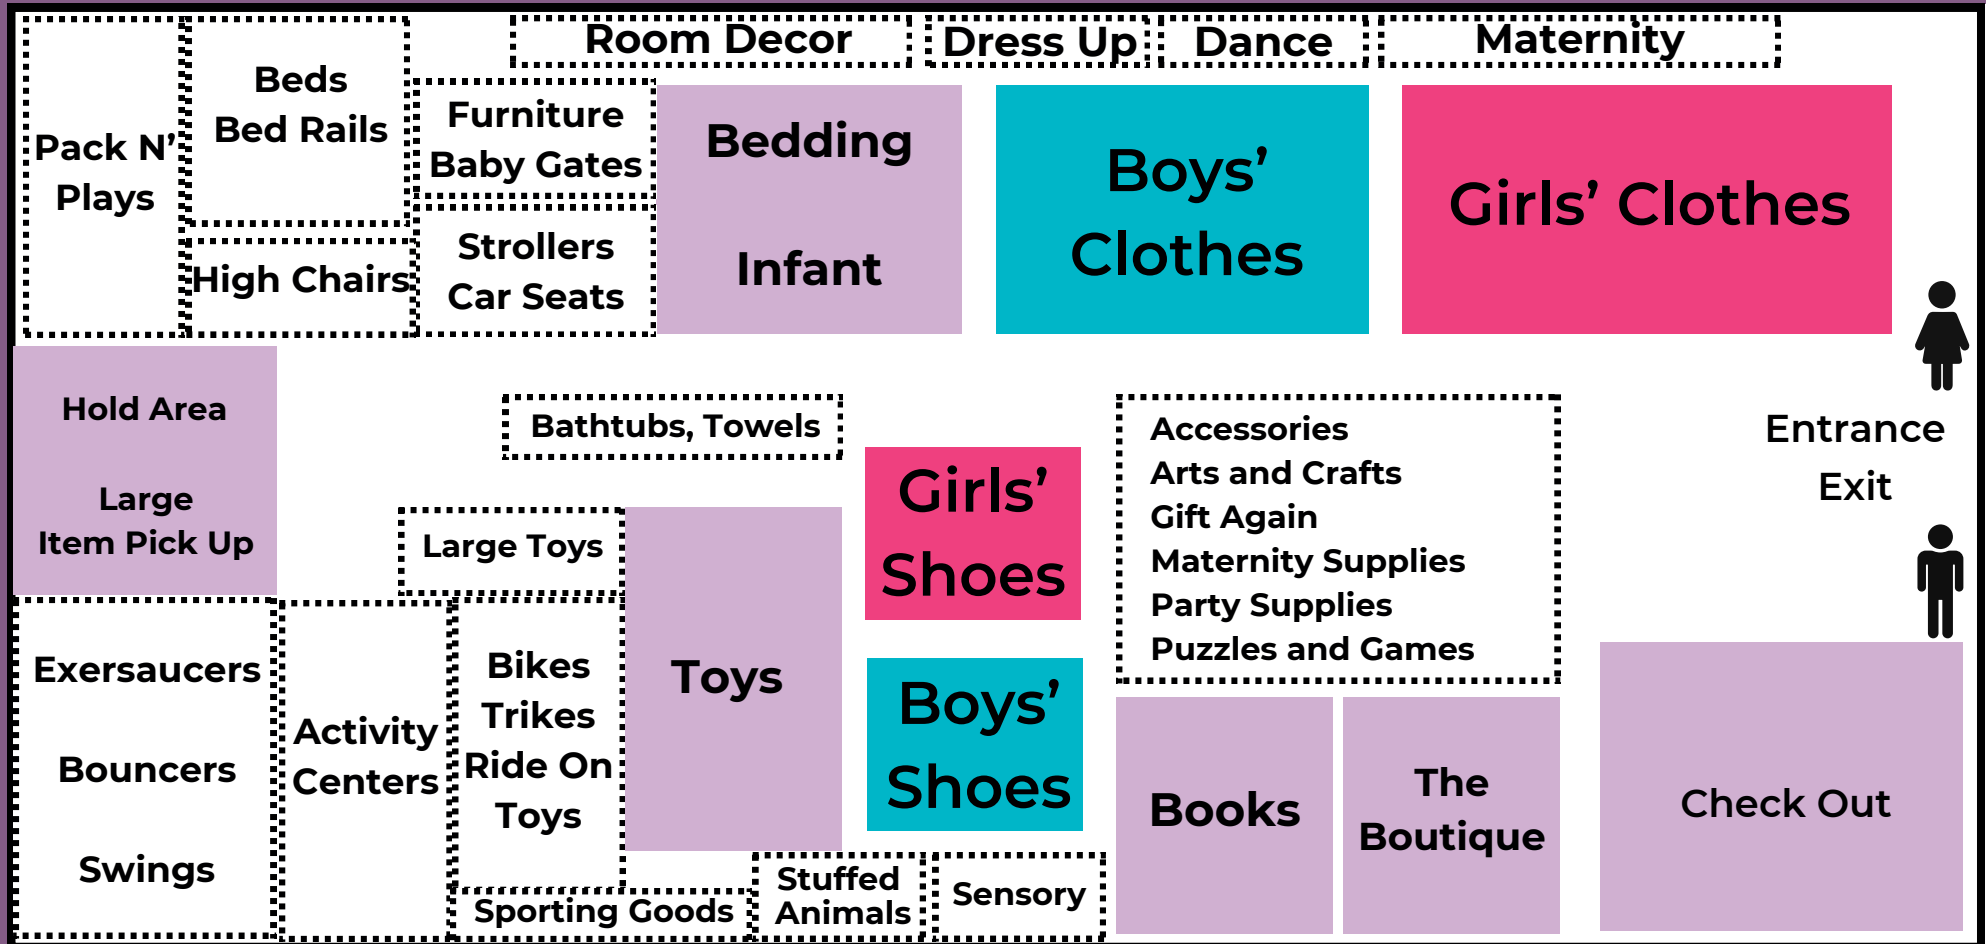 Room Decor
Dress Up
Dance
Maternity
Pack N'
Plays
Beds
Bed Rails
High Chairs
Furniture
Baby Gates
Strollers
Car Seats
Bedding
Infant
Boys'
Clothes
Girls' Clothes
Hold Area
Large
Item Pick Up
Bathtubs, Towels
Large Toys
Girls'
Shoes
Accessories
Arts and Crafts
Gift Again
Maternity Supplies
Party Supplies
Puzzles and Games
Entrance
Exit
Exersaucers
Bouncers
Swings
Activity
Centers
Bikes
Trikes
Ride On
Toys
Toys
Boys'
Shoes
Books
The
Boutique
Check Out
Sporting Goods
Stuffed
Animals
Sensory